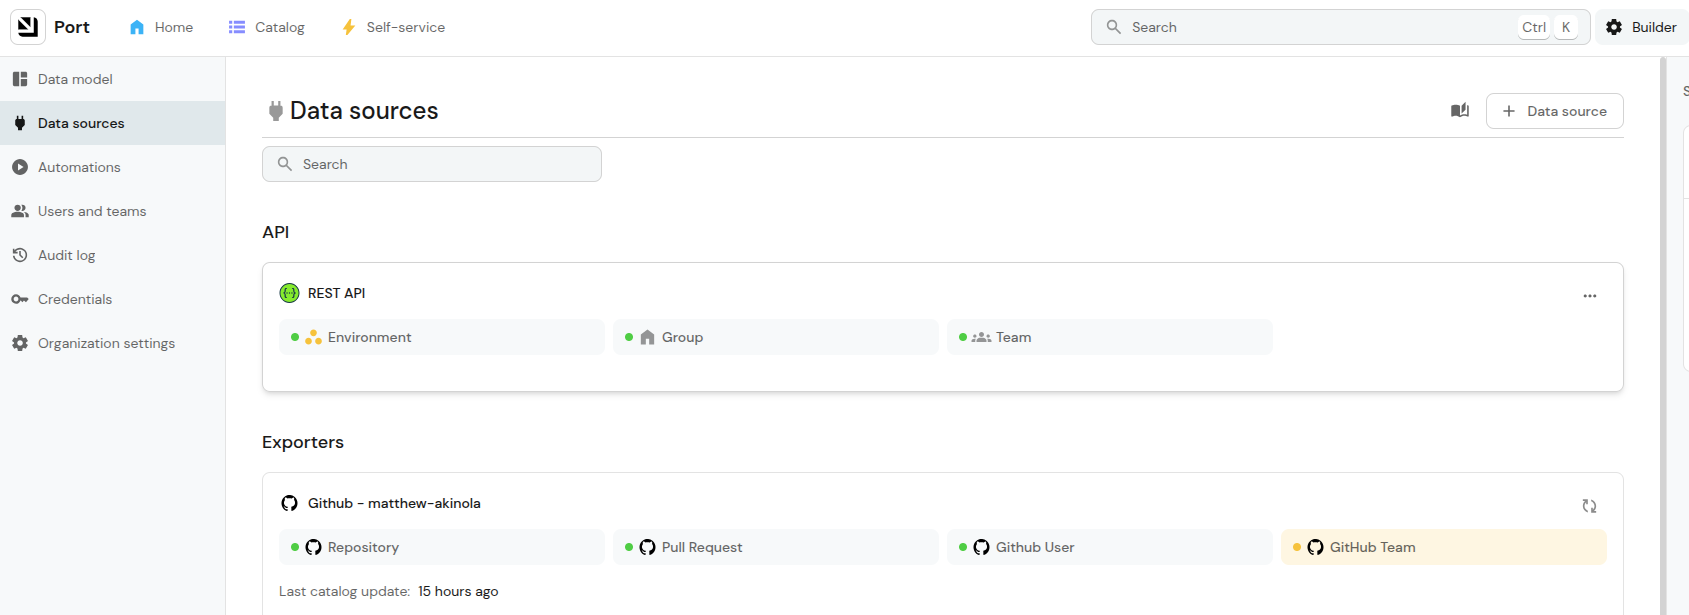 Port
Home
Catalog
Self-service
Search
Ctrl
K
Builder
Data model
Data sources
Automations
Users and teams
Audit log
Credentials
Organization settings
Data sources
Data source
Search
API
REST API
Environment
Group
Team
Exporters
Github - matthew-akinola
Repository
Pull Request
Github User
GitHub Team
Last catalog update: 15 hours ago